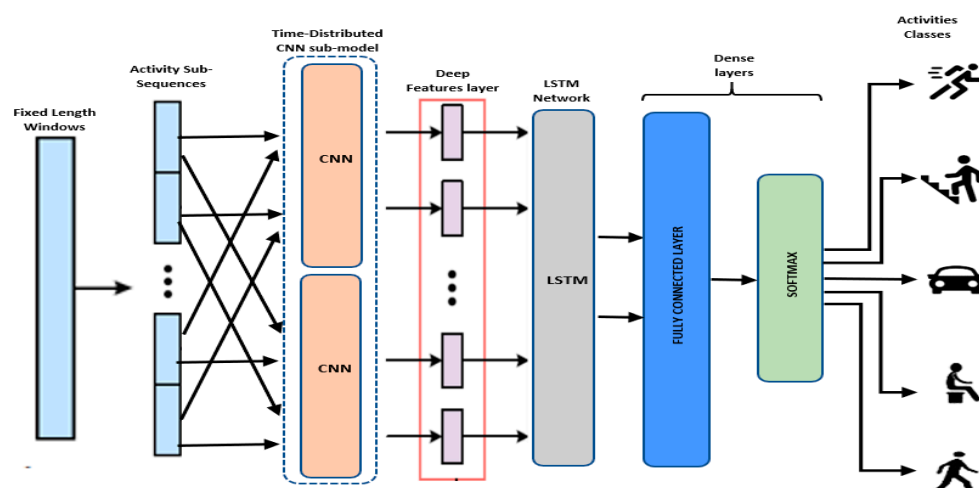 Fixed Length
Windows
Activity Sub-
Sequences
Time-Distributed
CNN sub-model
CNN
CNN
Deep
Features layer
LSTM
Network
LSTM
Dense
layers
FULLY CONNECTED LAYER
SOFTMAX
Activities
Classes